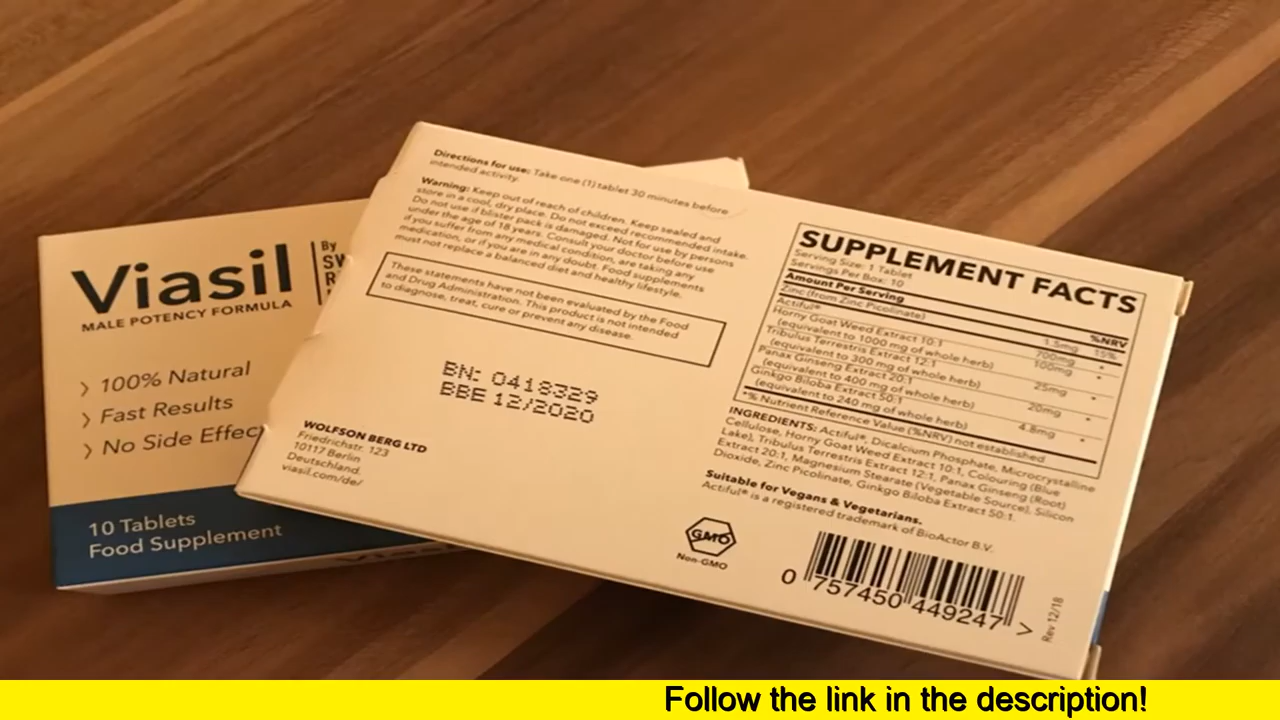 Viasil
By
SW
R
MALE POTENCY FORMULA
100% Natural
Fast Results
No Side Effec
10 Tablets
Food Supplement
Directions for use: Take one (1) tablet 30 minutes before
intended activity.
Warning: Keep out of reach of children. Keep sealed and
store in a cool, dry place. Do not exceed recommended intake.
Do not use if blister pack is damaged. Not for use by persons
under the age of 18 years. Consult your doctor before use
if you suffer from any medical condition, are taking any
medication, or if you are in any doubt. Food supplements
must not replace a balanced diet and healthy lifestyle.
These statements have not been evaluated by the Food
and Drug Administration. This product is not intended
to diagnose, treat, cure or prevent any disease.
BN: 0418329
BBE 12/2020
WOLFSON BERG LTD
Friedrichstr. 123
10117 Berlin
Deutschland.
viasil.com/de/
SUPPLEMENT FACTS
Serving Size: 1 Tablet
Servings Per Box: 10
Amount Per Serving %NRV
Zinc (from Zinc Picolinate) 1.5mg 15%
Actiful® 700mg *
Horny Goat Weed Extract 10:1 100mg *
(equivalent to 1000 mg of whole herb)
Tribulus Terrestris Extract 12:1 25mg *
(equivalent to 300 mg of whole herb)
Panax Ginseng Extract 20:1 20mg *
(equivalent to 400 mg of whole herb)
Ginkgo Biloba Extract 50:1 4.8mg *
(equivalent to 240 mg of whole herb)
*% Nutrient Reference Value (%NRV) not established
INGREDIENTS: Actiful®, Dicalcium Phosphate, Microcrystalline
Cellulose, Horny Goat Weed Extract 10:1, Colouring (Blue
Lake), Tribulus Terrestris Extract 12:1, Panax Ginseng (Root)
Extract 20:1, Magnesium Stearate (Vegetable Source), Silicon
Dioxide, Zinc Picolinate, Ginkgo Biloba Extract 50:1.
Suitable for Vegans & Vegetarians.
Actiful® is a registered trademark of BioActor B.V.
GMO
Non-GMO
0 757450 449247 >
Rev 12/18
Follow the link in the description!